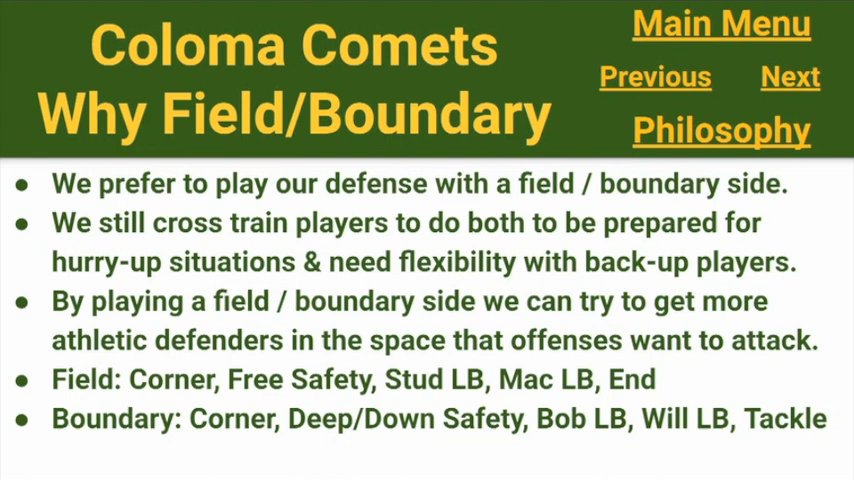 Coloma Comets
Why Field/Boundary
Main Menu
Previous Next
Philosophy
● We prefer to play our defense with a field / boundary side.
● We still cross train players to do both to be prepared for
hurry-up situations & need flexibility with back-up players.
● By playing a field / boundary side we can try to get more
athletic defenders in the space that offenses want to attack.
● Field: Corner, Free Safety, Stud LB, Mac LB, End
● Boundary: Corner, Deep/Down Safety, Bob LB, Will LB, Tackle